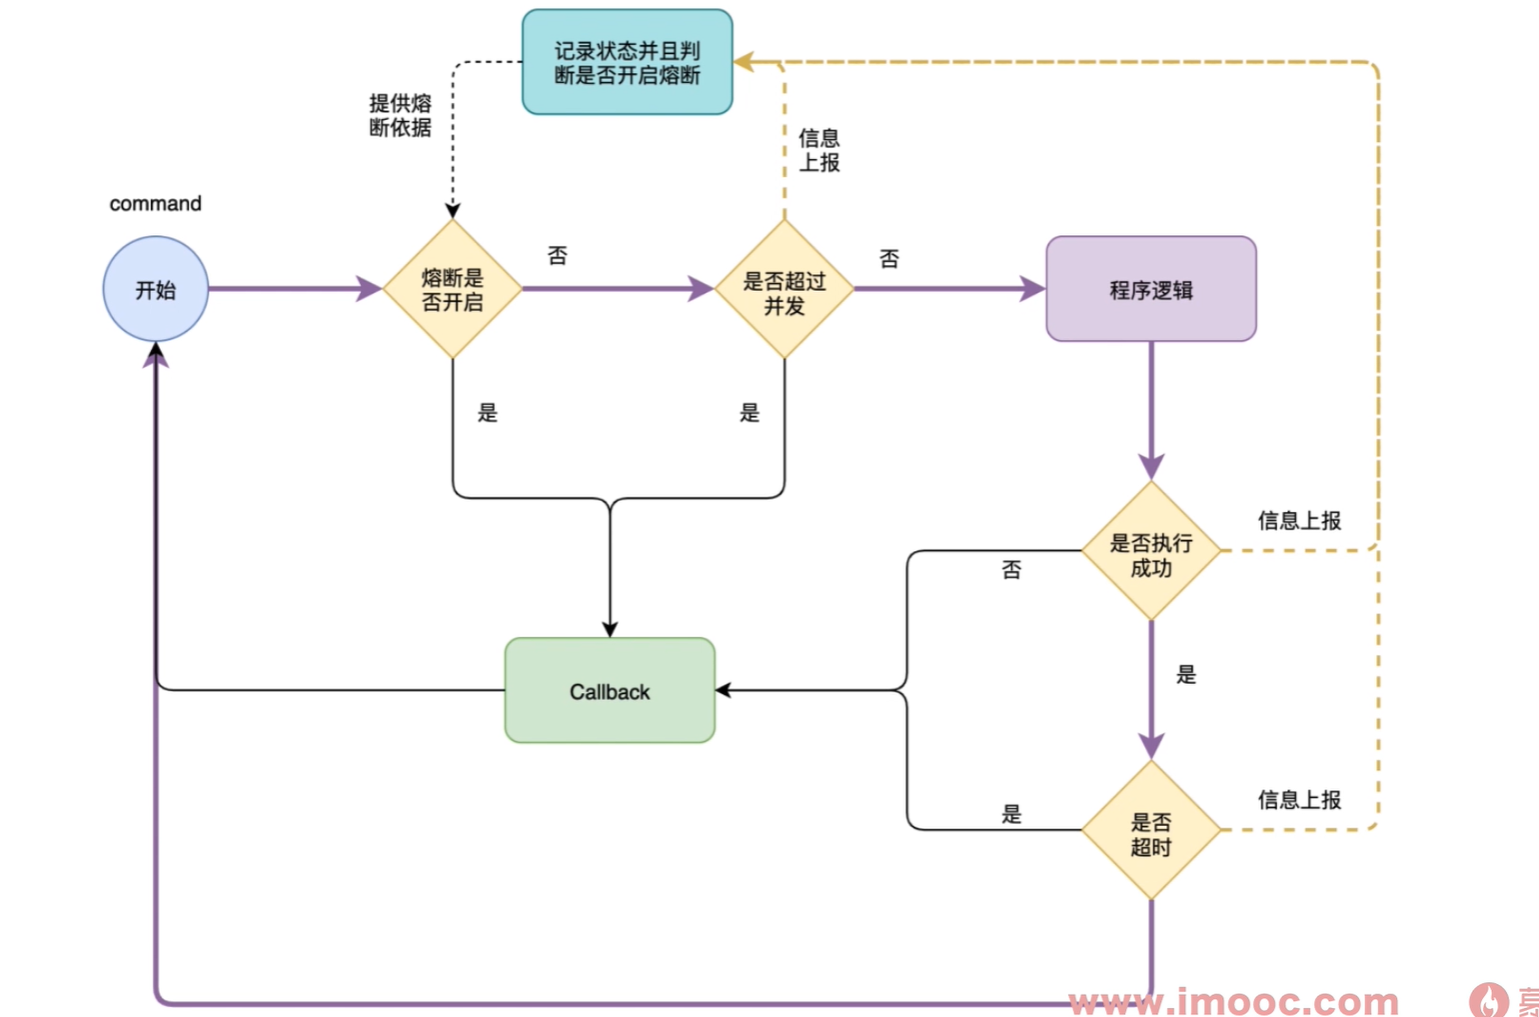 记录状态并且判
断是否开启熔断
提供熔
断依据
信息
上报
command
开始
熔断是
否开启
否
是否超过
并发
否
程序逻辑
是
是
是否执行
成功
信息上报
否
是
Callback
是否
超时
信息上报
是
www.imooc.com